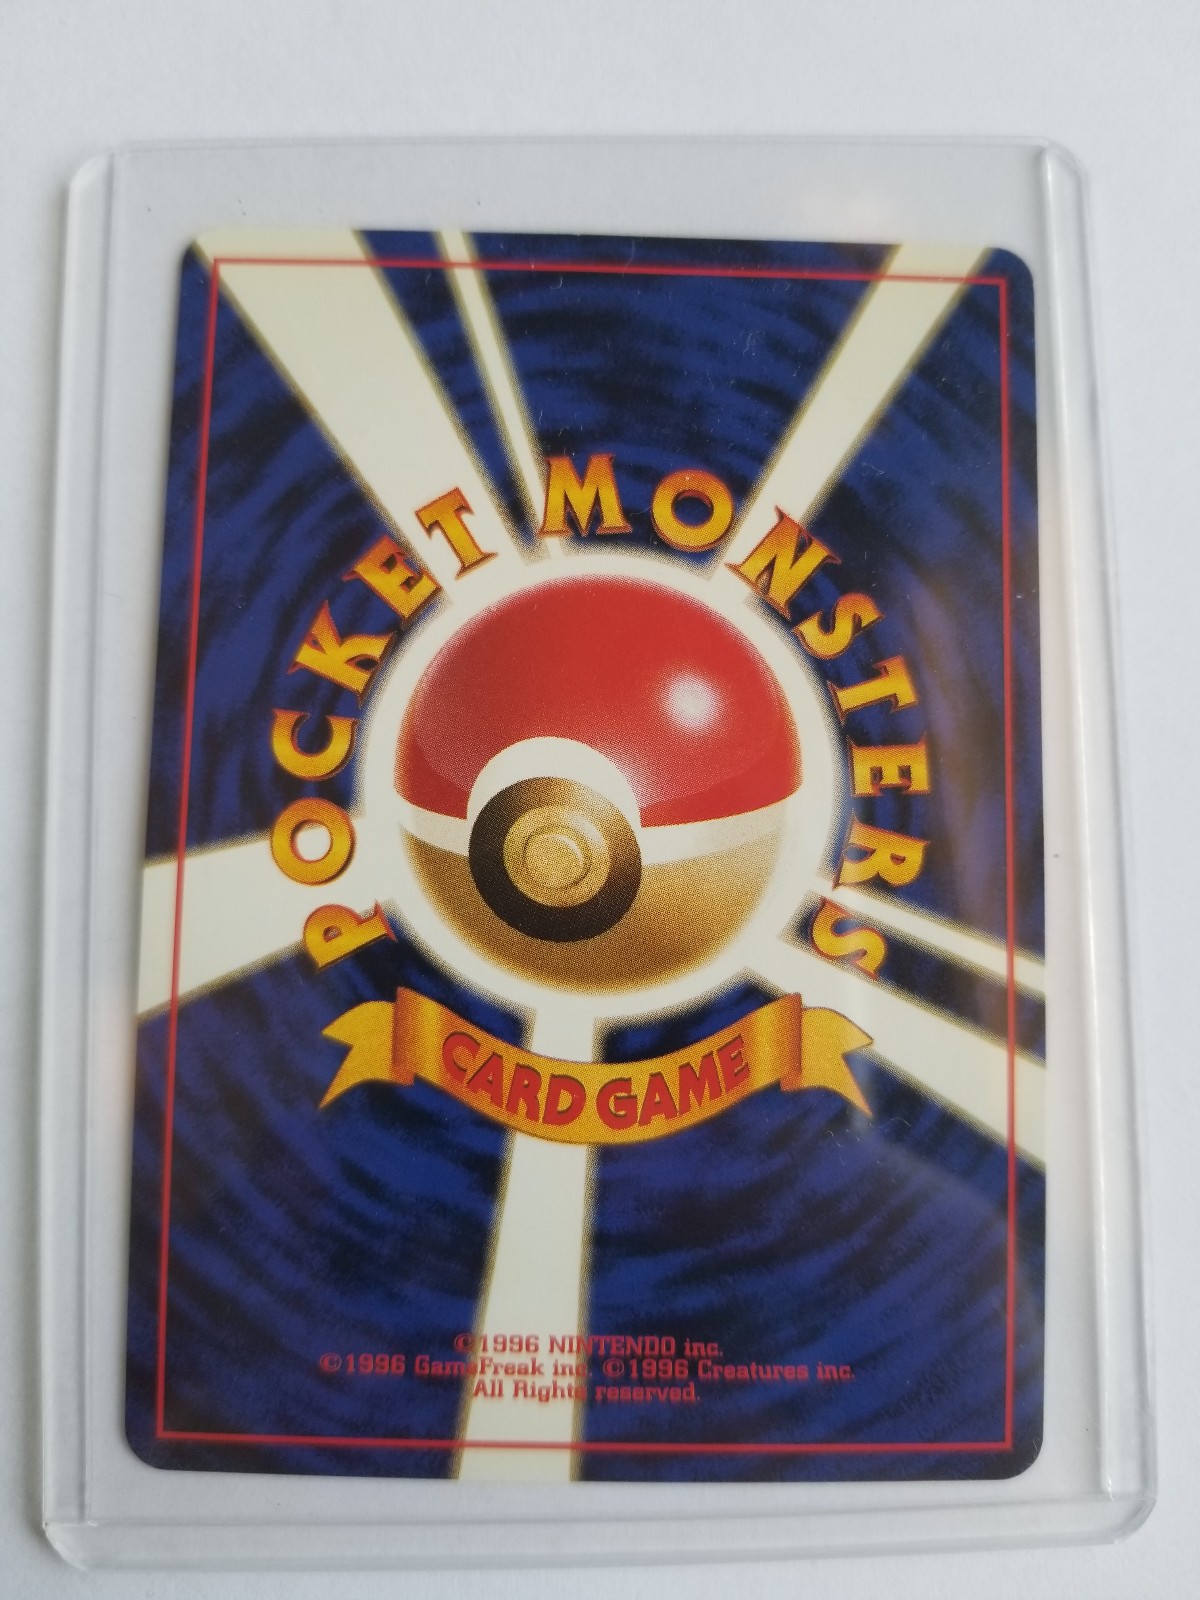 POCKET MONSTERS
CARD GAME
©1996 NINTENDO inc.
©1996 GameFreak inc. ©1996 Creatures inc.
All Rights reserved.